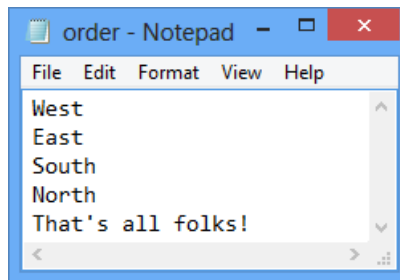 order - Notepad
File Edit Format View Help
West
East
South
North
That's all folks!